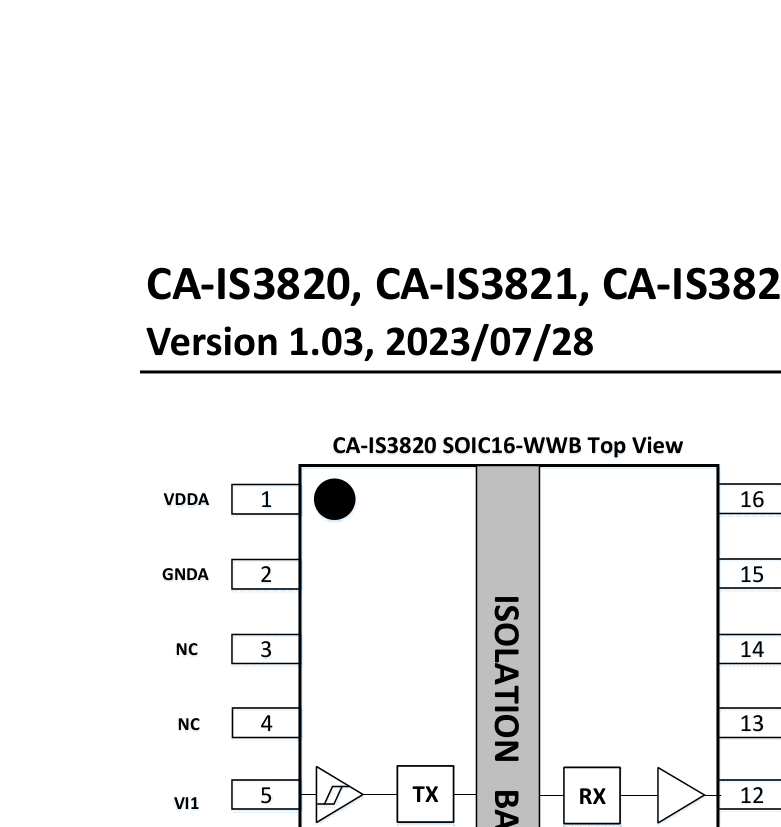 CA-IS3820, CA-IS3821, CA-IS382
Version 1.03, 2023/07/28
CA-IS3820 SOIC16-WWB Top View
VDDA 1 16
GNDA 2 15
NC 3 14
NC 4 13
VI1 5 TX RX 12
ISOLATION BA